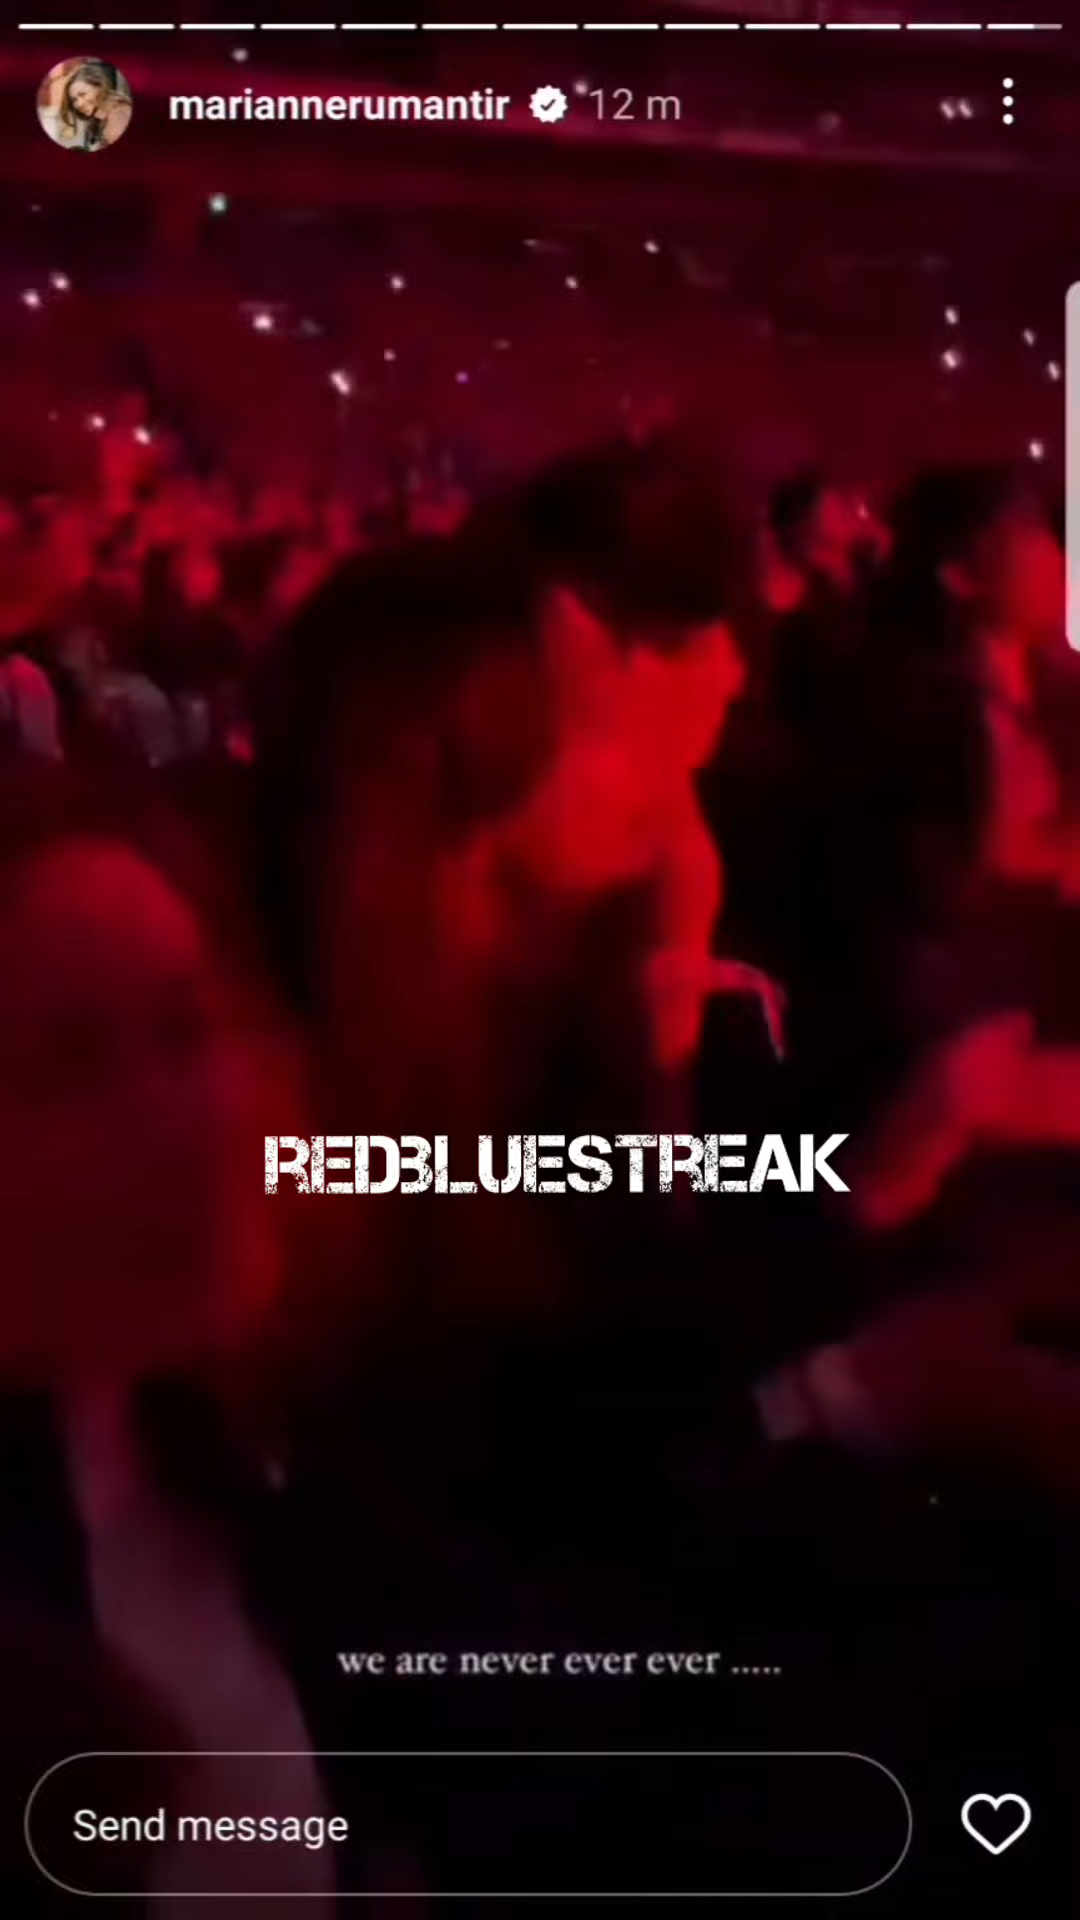 mariannerumantir 12 m
REDBLUESTREAK
we are never ever ever .....
Send message